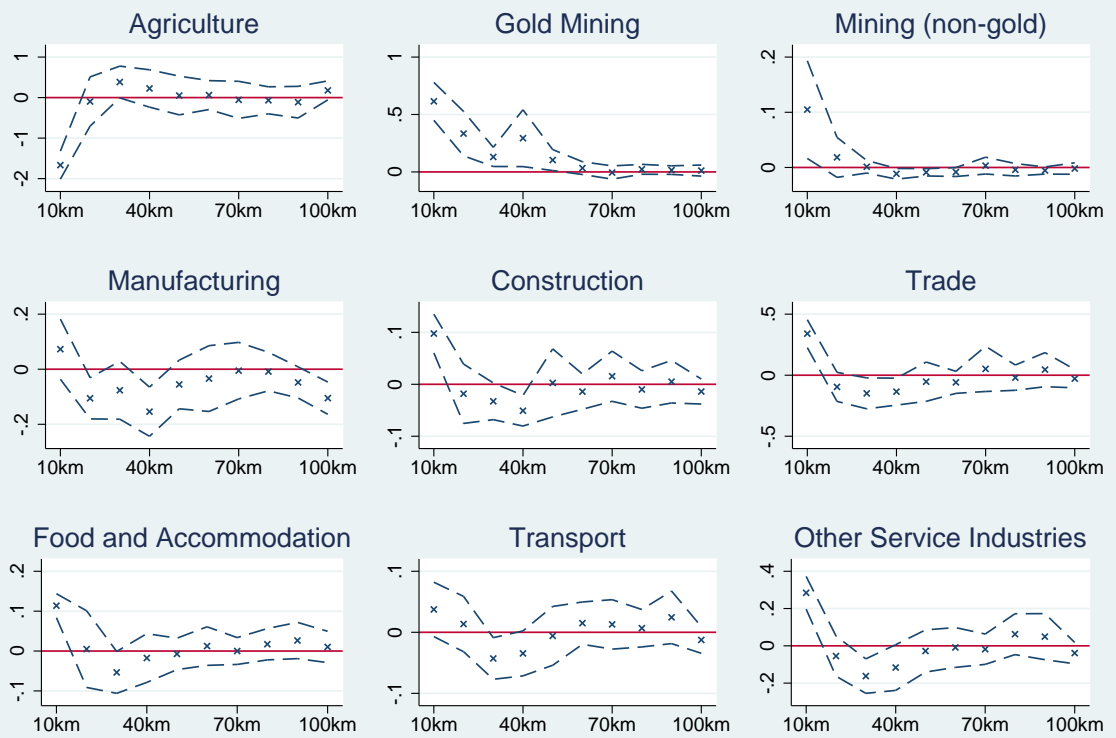 Agriculture
1
0
-1
-2
10km 40km 70km 100km
Gold Mining
1
.5
0
10km 40km 70km 100km
Mining (non-gold)
.2
.1
0
10km 40km 70km 100km
Manufacturing
.2
0
-.2
10km 40km 70km 100km
Construction
.1
0
-.1
10km 40km 70km 100km
Trade
.5
0
-.5
10km 40km 70km 100km
Food and Accommodation
.2
.1
0
-.1
10km 40km 70km 100km
Transport
.1
0
-.1
10km 40km 70km 100km
Other Service Industries
.4
.2
0
-.2
10km 40km 70km 100km